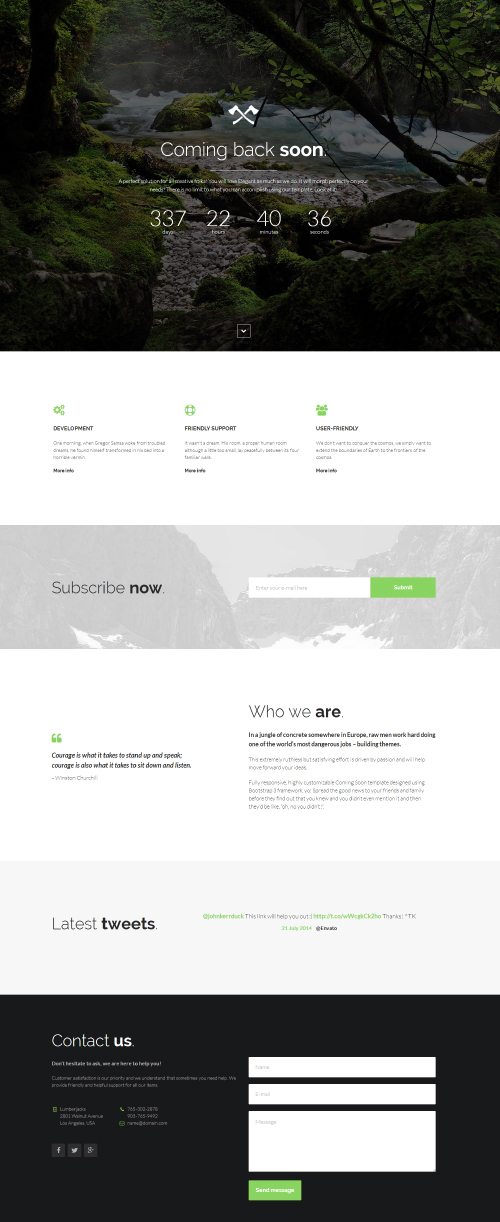 Coming back soon.
A perfect solution for all creative folks! You will have Elegant as much as we do. It will morph perfectly on your
needs! There is no limit to what you can accomplish using our template. Look at it!
337 22 40 36
days hours minutes seconds
DEVELOPMENT
One morning, when Gregor Samsa woke from troubled
dreams, he found himself transformed in his bed into a
horrible vermin.
More info
FRIENDLY SUPPORT
It wasn't a dream. His room, a proper human room
although a little too small, lay peacefully between its four
familiar walls.
More info
USER-FRIENDLY
We don't want to conquer the cosmos, we simply want to
extend the boundaries of Earth to the frontiers of the
cosmos.
More info
Subscribe now.
Enter your e-mail here
Submit
Courage is what it takes to stand up and speak;
courage is also what it takes to sit down and listen.
– Winston Churchill
Who we are.
In a jungle of concrete somewhere in Europe, raw men work hard doing
one of the world's most dangerous jobs – building themes.
This extremely ruthless but satisfying effort is driven by passion and will help
move forward your ideas.
Fully responsive, highly customizable Coming Soon template designed using
Bootstrap 3 framework, yo! Spread the good news to your friends and family
before they find out that you knew and you didn't even mention it and then
they'd be like, "oh, no you didn't!".
Latest tweets.
@johnkerrduck This link will help you out :) http://t.co/wWcgkCk2ho Thanks! ^TK
21 July 2014 @Envato
Contact us.
Don't hesitate to ask, we are here to help you!
Customer satisfaction is our priority and we understand that sometimes you need help. We
provide friendly and helpful support for all our items.
Lumberjacks
2801 Walnut Avenue
Los Angeles, USA
765-302-2878
903-765-9492
name@domain.com
Name
E-mail
Message
Send message